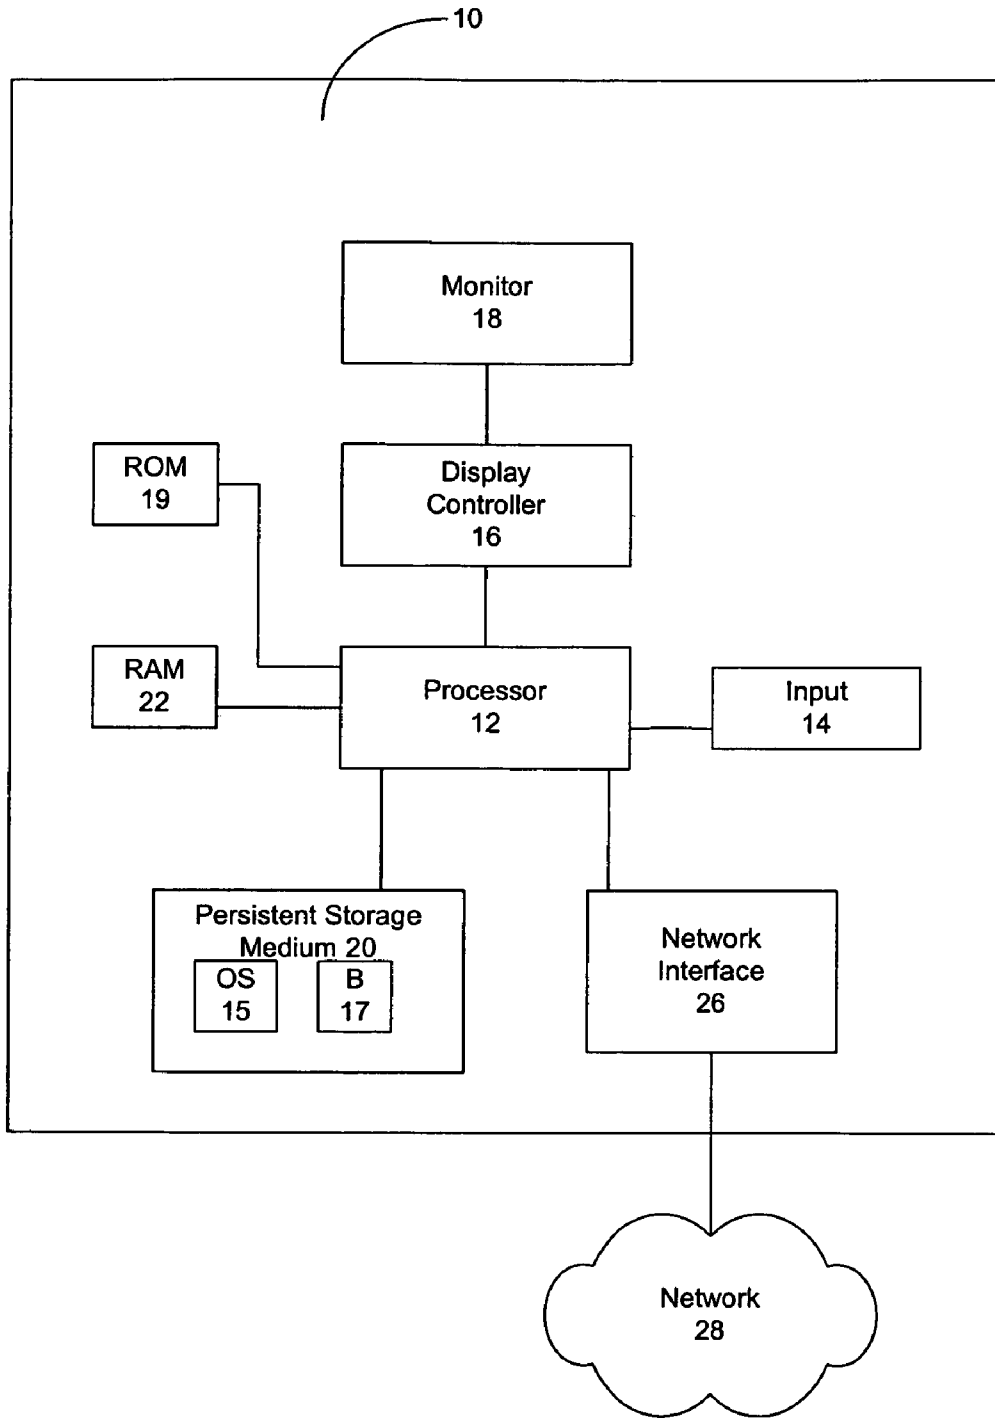 10
Monitor
18
ROM
19
Display
Controller
16
RAM
22
Processor
12
Input
14
Persistent Storage
Medium 20
OS
15
B
17
Network
Interface
26
Network
28